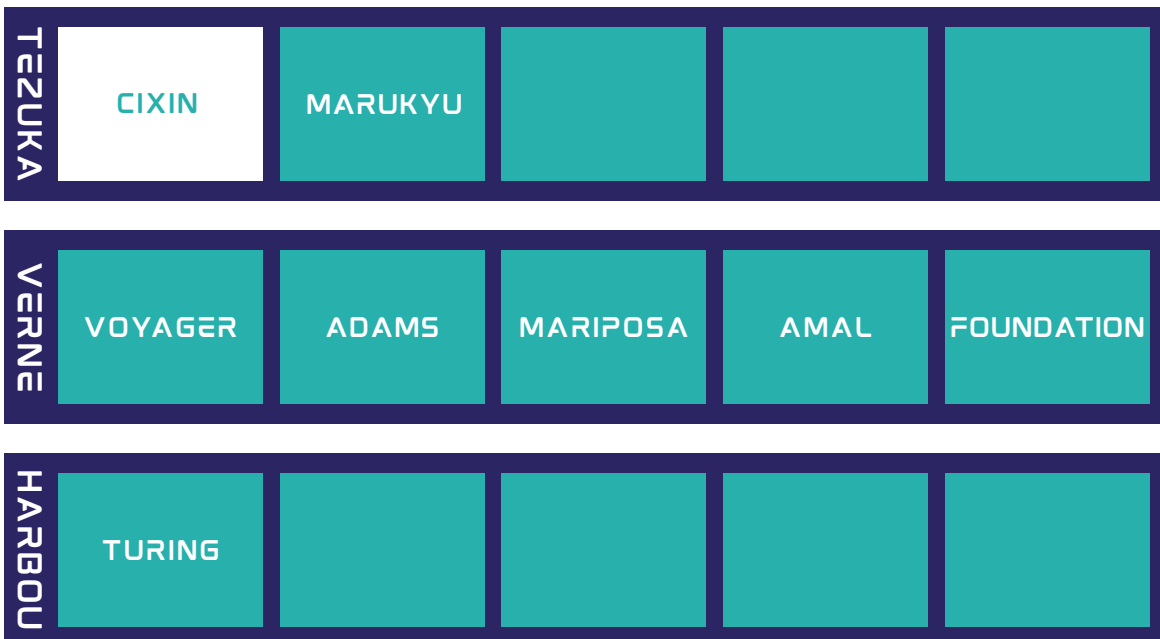 TEZUKA
CIXIN
MARUKYU
VERNE
VOYAGER
ADAMS
MARIPOSA
AMAL
FOUNDATION
HARBOU
TURING